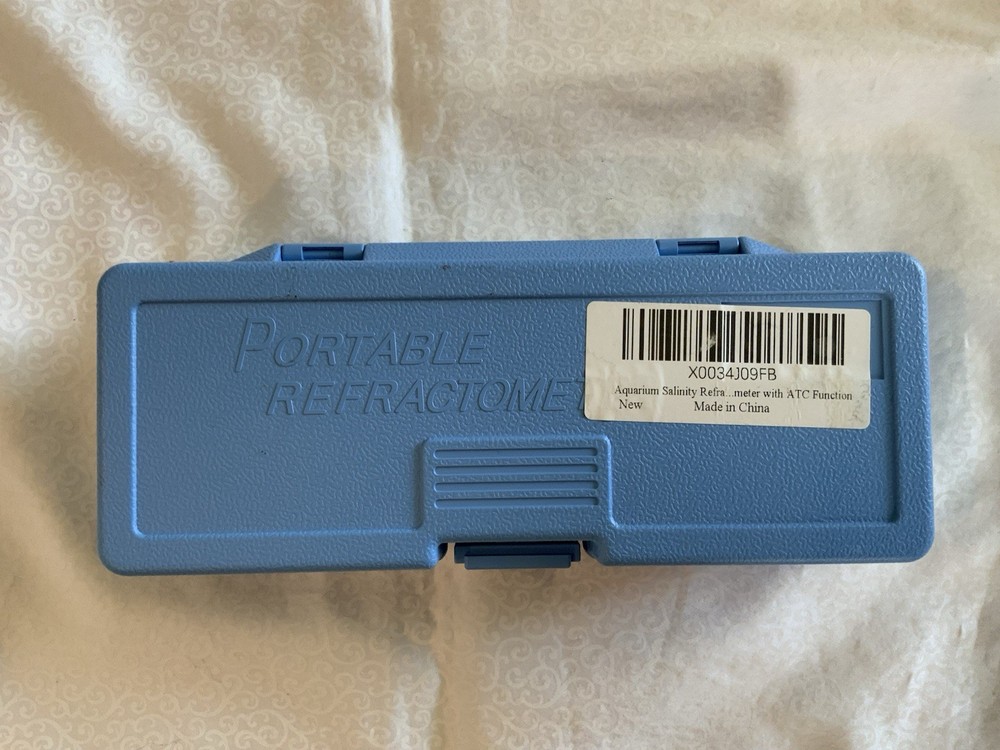 PORTABLE
REFRACTOMET
X0034J09FB
Aquarium Salinity Refra...meter with ATC Function
New Made in China